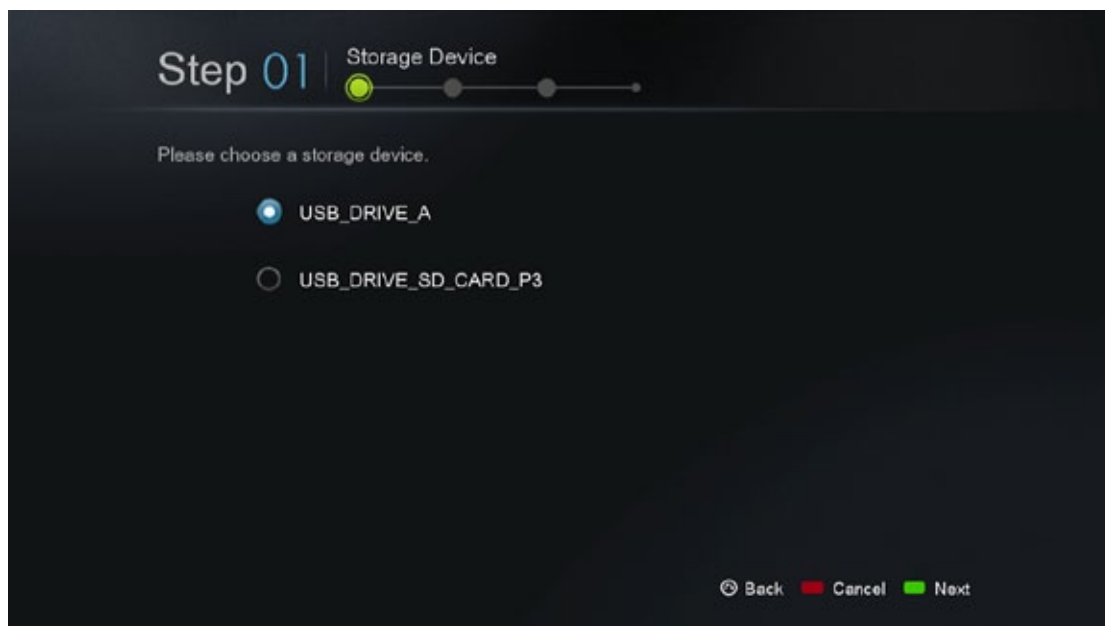 Step 01
Storage Device
Please choose a storage device.
USB_DRIVE_A
USB_DRIVE_SD_CARD_P3
Back Cancel Next